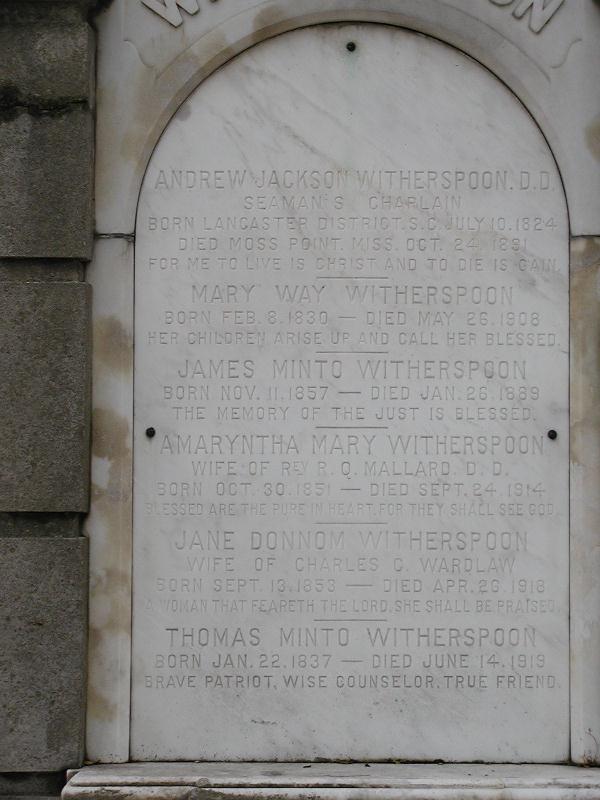 ANDREW JACKSON WITHERSPOON. D.D.
SEAMAN'S CHAPLAIN
BORN LANCASTER DISTRICT. S.C. JULY 10. 1824
DIED MOSS POINT. MISS. OCT. 24. 1891
FOR ME TO LIVE IS CHRIST AND TO DIE IS GAIN.
MARY WAY WITHERSPOON
BORN FEB. 8. 1830 — DIED MAY 26. 1908
HER CHILDREN ARISE UP AND CALL HER BLESSED.
JAMES MINTO WITHERSPOON
BORN NOV. 11. 1857 — DIED JAN. 26. 1889
THE MEMORY OF THE JUST IS BLESSED.
AMARYNTHA MARY WITHERSPOON
WIFE OF REV R. Q. MALLARD. D. D.
BORN OCT. 30. 1851 — DIED SEPT. 24. 1914
BLESSED ARE THE PURE IN HEART, FOR THEY SHALL SEE GOD.
JANE DONNOM WITHERSPOON
WIFE OF CHARLES C. WARDLAW
BORN SEPT. 13. 1853 — DIED APR. 26. 1918
A WOMAN THAT FEARETH THE LORD, SHE SHALL BE PRAISED.
THOMAS MINTO WITHERSPOON
BORN JAN. 22. 1837 — DIED JUNE 14. 1919
BRAVE PATRIOT, WISE COUNSELOR, TRUE FRIEND.